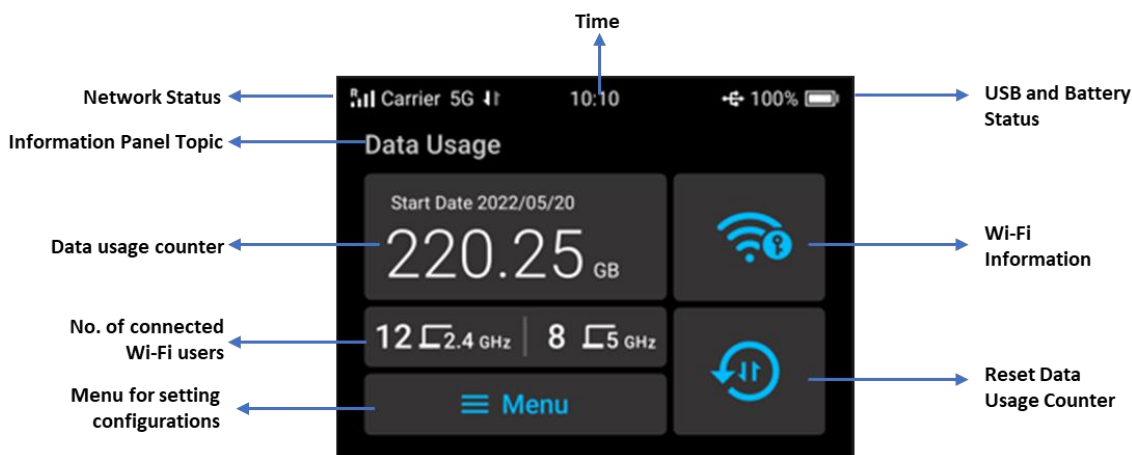 Time
Network Status
R Carrier 5G
10:10
100%
USB and Battery
Status
Information Panel Topic
Data Usage
Start Date 2022/05/20
Data usage counter
220.25 GB
Wi-Fi
Information
No. of connected
Wi-Fi users
12 2.4 GHz | 8 5 GHz
Menu for setting
configurations
Menu
Reset Data
Usage Counter